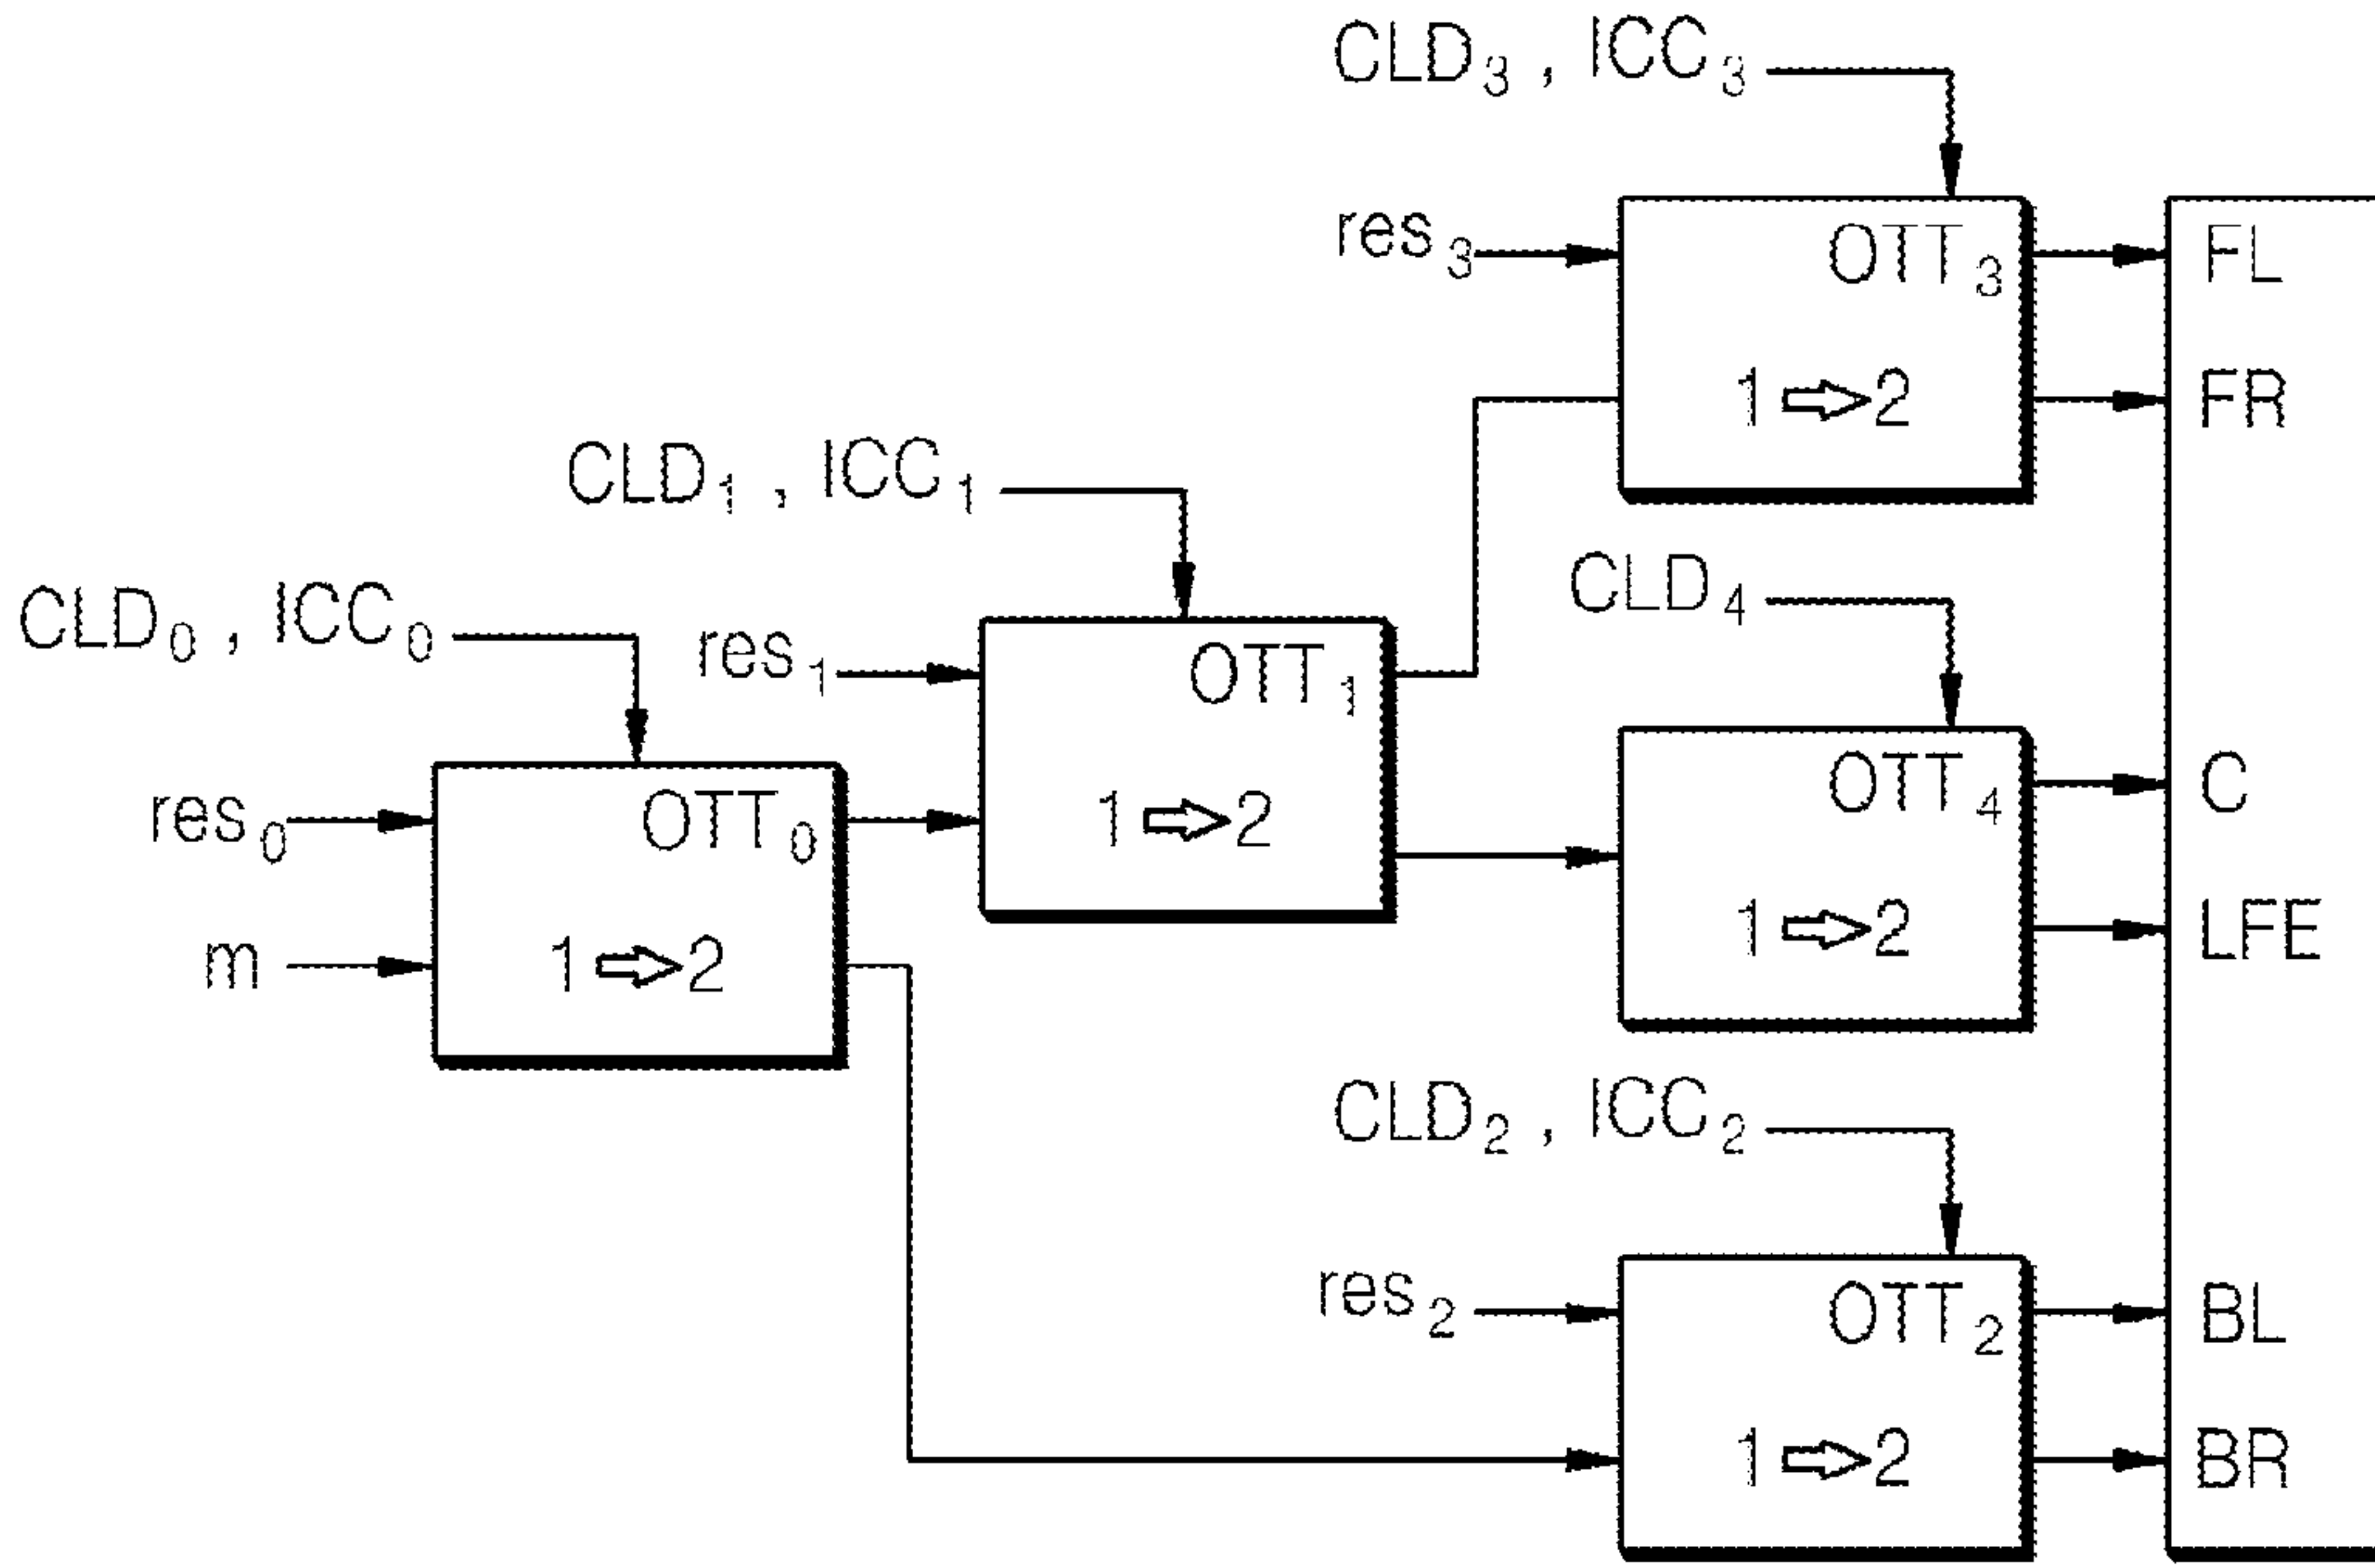 CLD₃ , ICC₃
res₃
OTT₃
1⇨2
FL
FR
CLD₁ , ICC₁
res₁
OTT₁
1⇨2
CLD₄
OTT₄
1⇨2
C
LFE
CLD₀ , ICC₀
res₀
m
OTT₀
1⇨2
CLD₂ , ICC₂
res₂
OTT₂
1⇨2
BL
BR